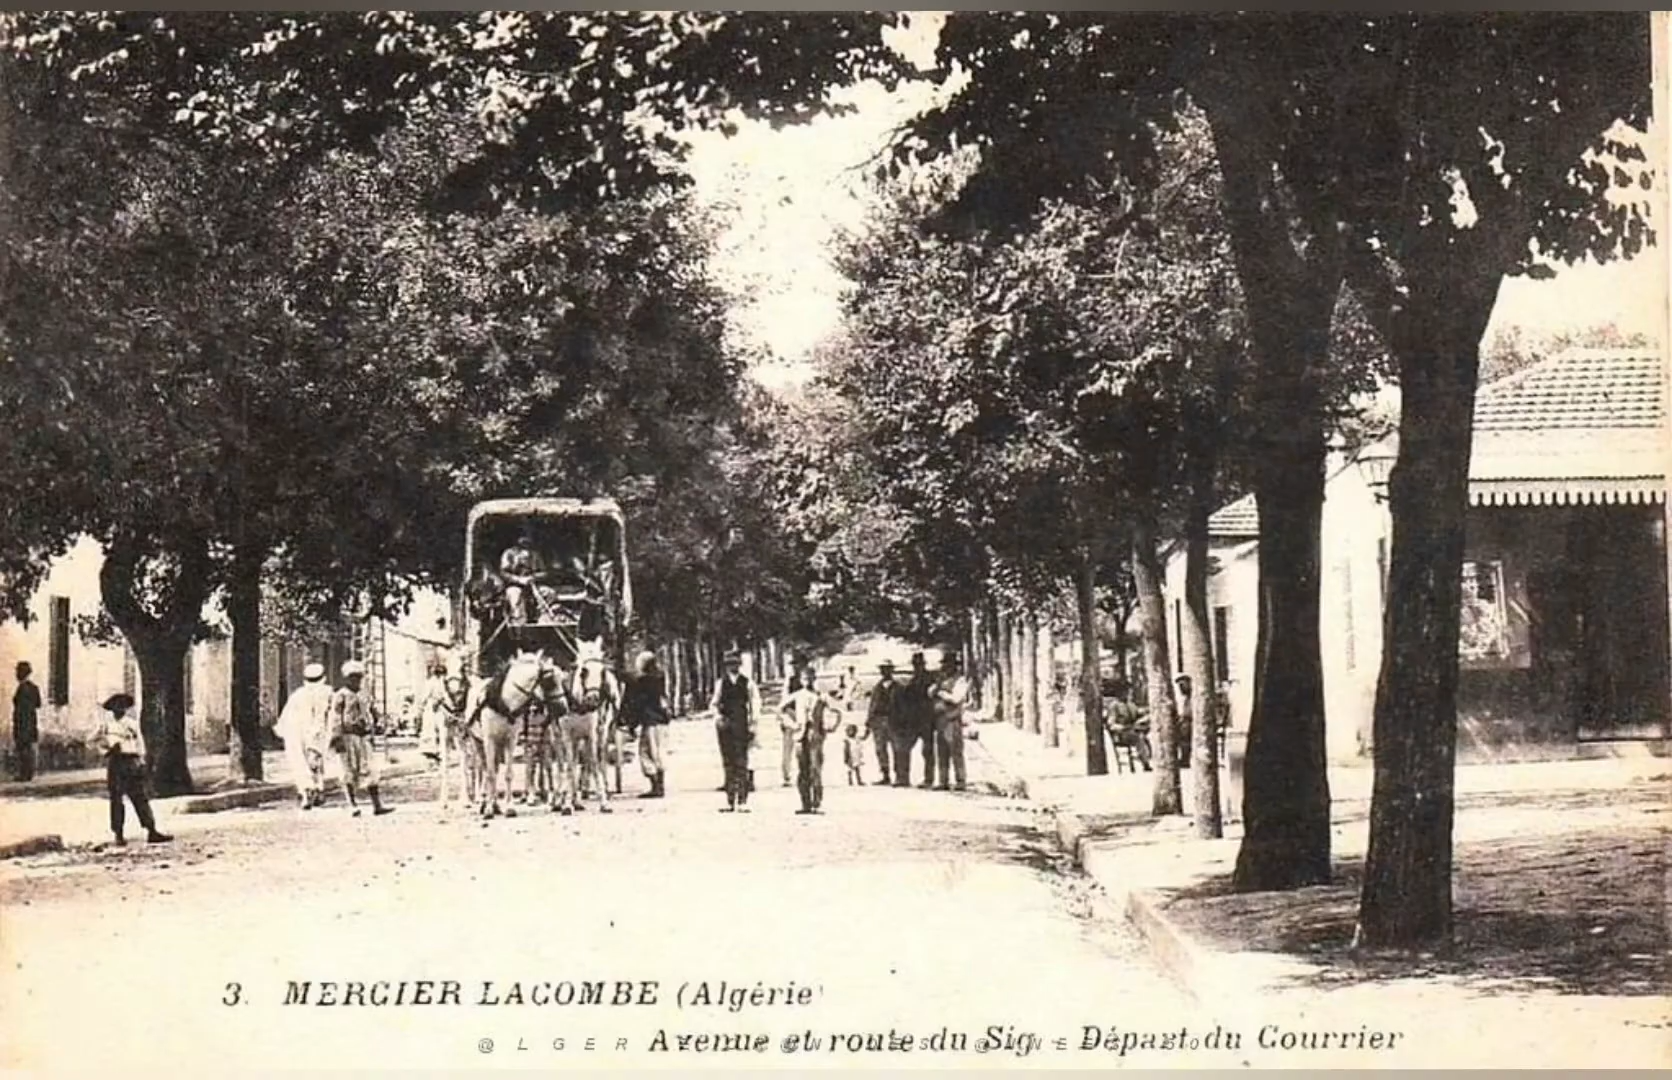 3. MERCIER LACOMBE (Algérie
Avenue et route du Sig - Départ du Courrier